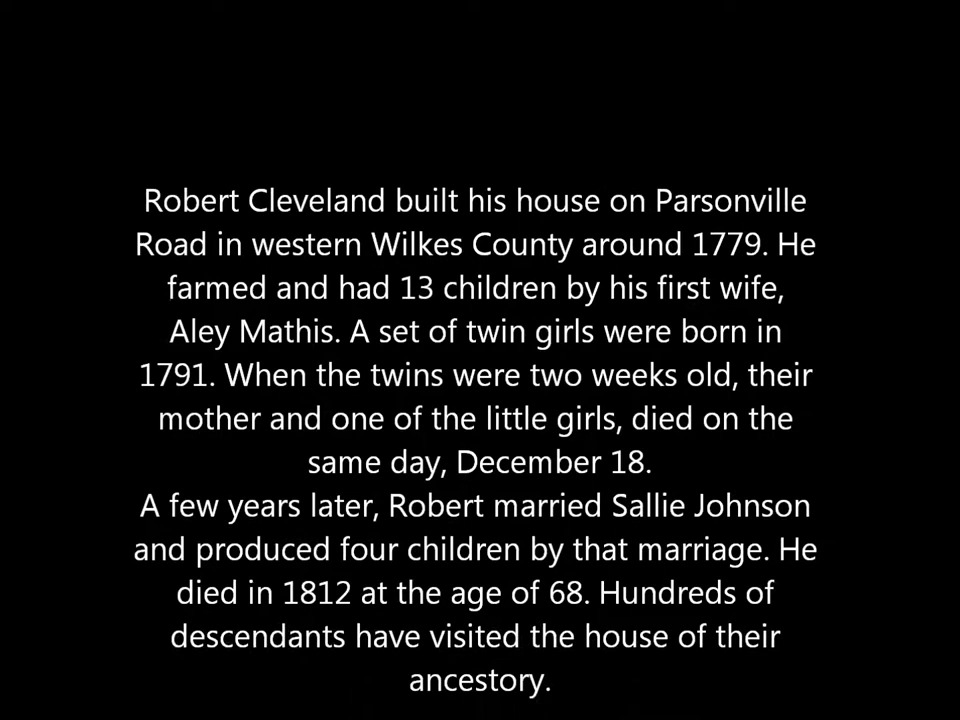 Robert Cleveland built his house on Parsonville
Road in western Wilkes County around 1779. He
farmed and had 13 children by his first wife,
Aley Mathis. A set of twin girls were born in
1791. When the twins were two weeks old, their
mother and one of the little girls, died on the
same day, December 18.
A few years later, Robert married Sallie Johnson
and produced four children by that marriage. He
died in 1812 at the age of 68. Hundreds of
descendants have visited the house of their
ancestory.